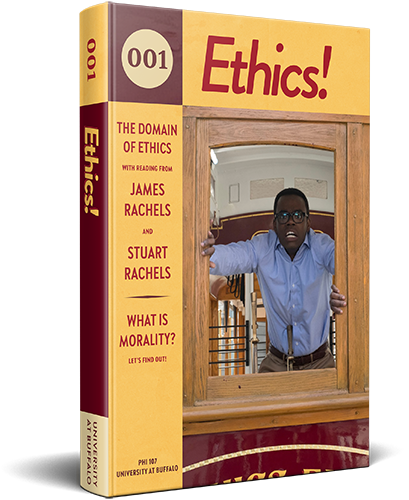 001
Ethics!
UNIVERSITY
AT BUFFALO
001
Ethics!
THE DOMAIN
OF ETHICS
WITH READING FROM
JAMES
RACHELS
AND
STUART
RACHELS
WHAT IS
MORALITY?
LET'S FIND OUT!
PHI 107
UNIVERSITY AT BUFFALO